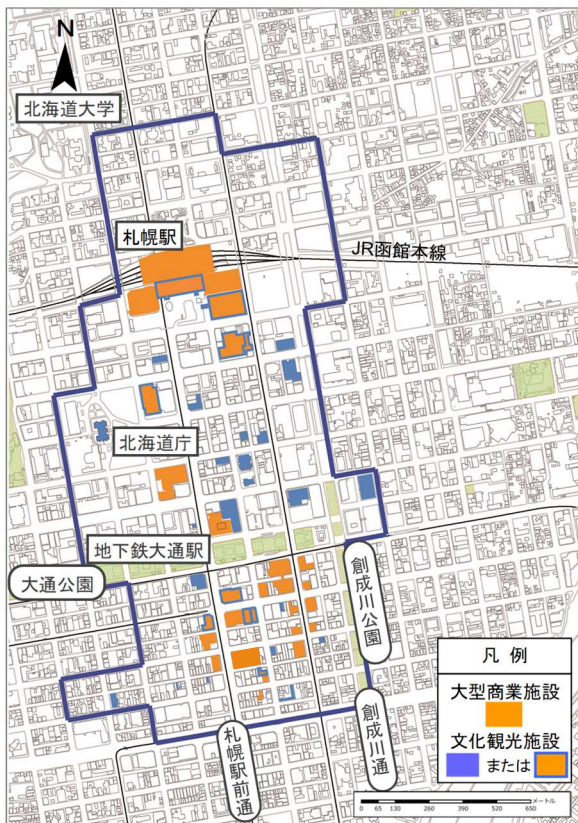 N
北海道大学
札幌駅
JR函館本線
北海道庁
地下鉄大通駅
大通公園
創成川公園
札幌駅前通
創成川通
凡 例
大型商業施設
文化観光施設
または
メートル
0 65 130 260 390 520 650